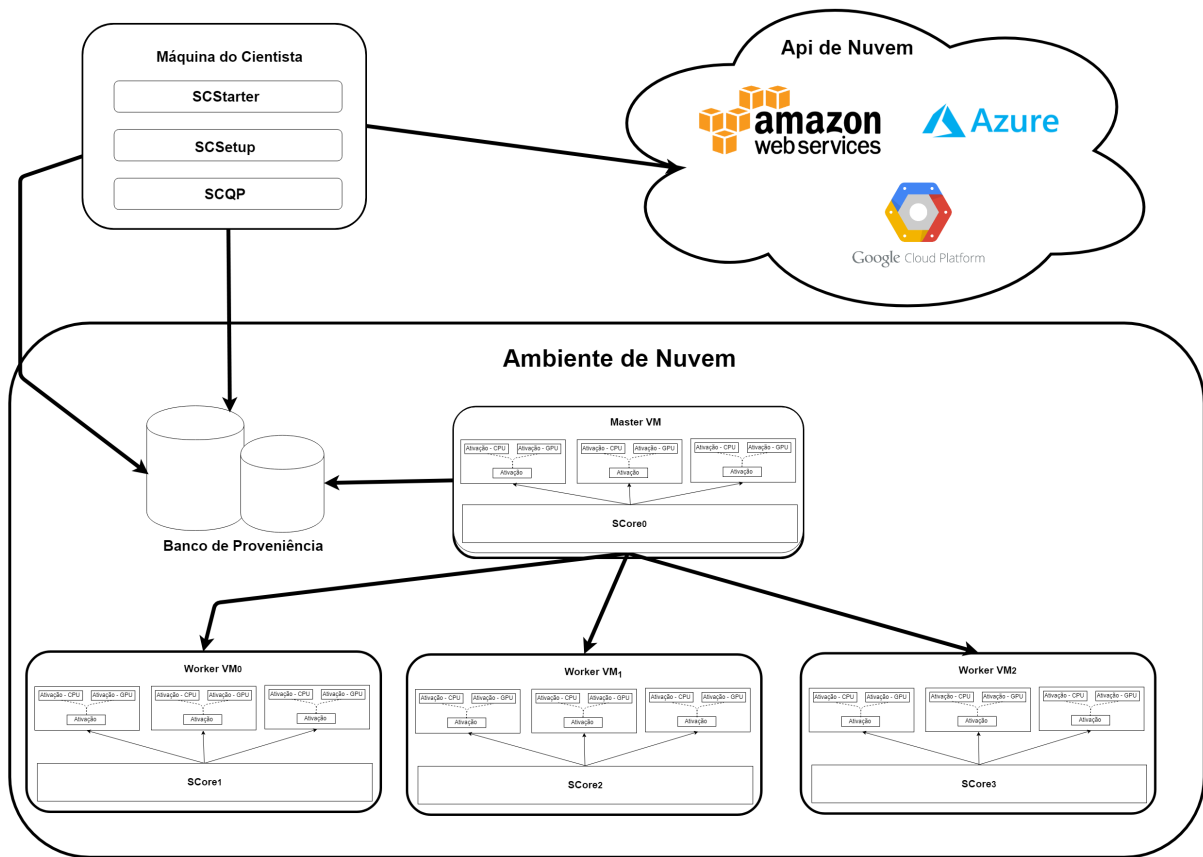 Máquina do Cientista
SCStarter
SCSetup
SCQP
Api de Nuvem
amazon
web services
Azure
Google Cloud Platform
Ambiente de Nuvem
Banco de Proveniência
Master VM
Ativação - CPU
Ativação - GPU
Ativação
Ativação - CPU
Ativação - GPU
Ativação
Ativação - CPU
Ativação - GPU
Ativação
SCore0
Worker VM0
Ativação - CPU
Ativação - GPU
Ativação
Ativação - CPU
Ativação - GPU
Ativação
Ativação - CPU
Ativação - GPU
Ativação
SCore1
Worker VM1
Ativação - CPU
Ativação - GPU
Ativação
Ativação - CPU
Ativação - GPU
Ativação
Ativação - CPU
Ativação - GPU
Ativação
SCore2
Worker VM2
Ativação - CPU
Ativação - GPU
Ativação
Ativação - CPU
Ativação - GPU
Ativação
Ativação - CPU
Ativação - GPU
Ativação
SCore3